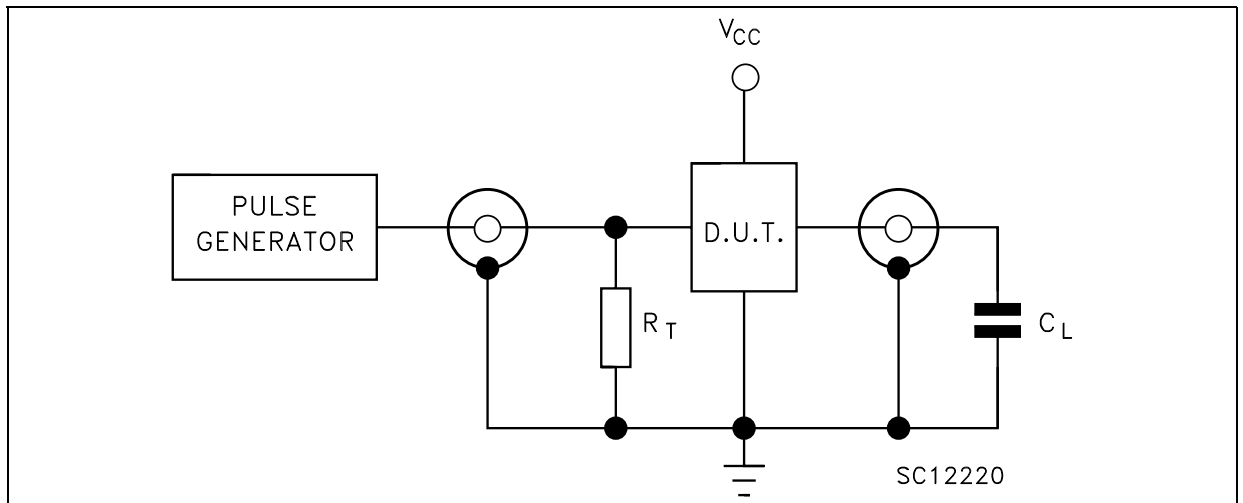 VCC
PULSE
GENERATOR
D.U.T.
RT
CL
SC12220